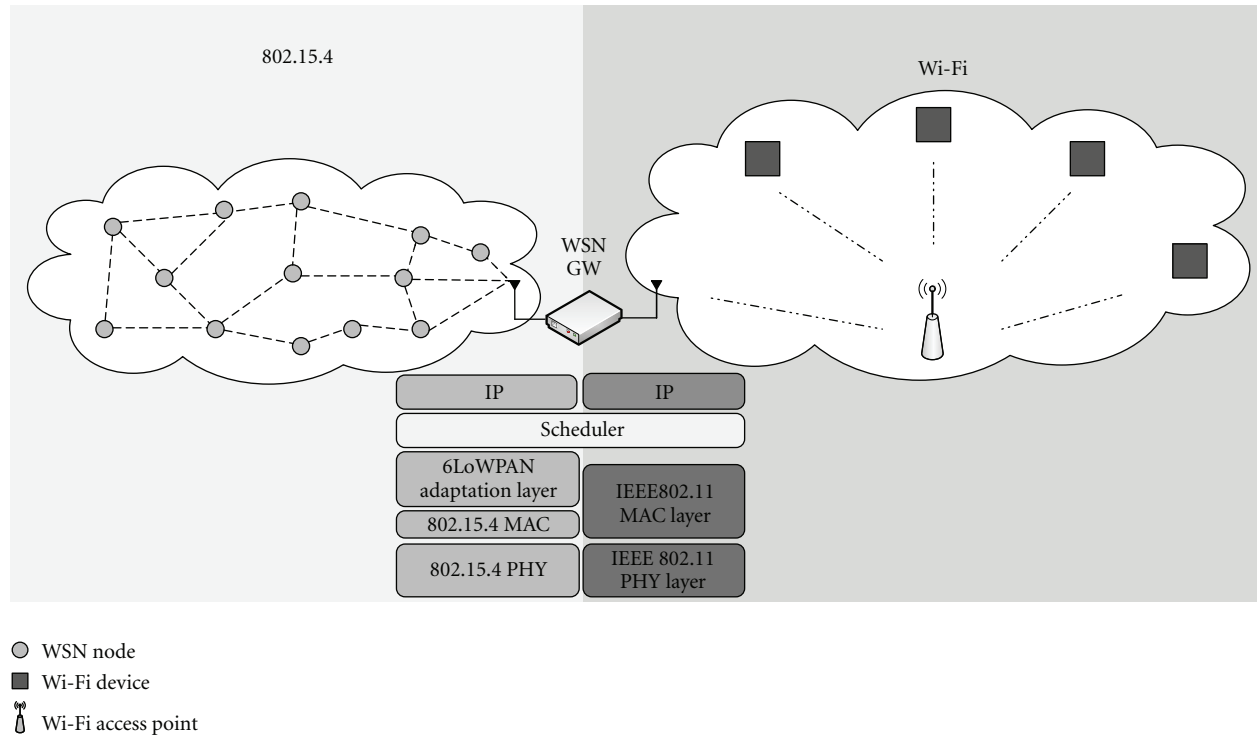 802.15.4
Wi-Fi
WSN
GW
IP
IP
Scheduler
6LoWPAN
adaptation layer
802.15.4 MAC
802.15.4 PHY
IEEE802.11
MAC layer
IEEE 802.11
PHY layer
WSN node
Wi-Fi device
Wi-Fi access point